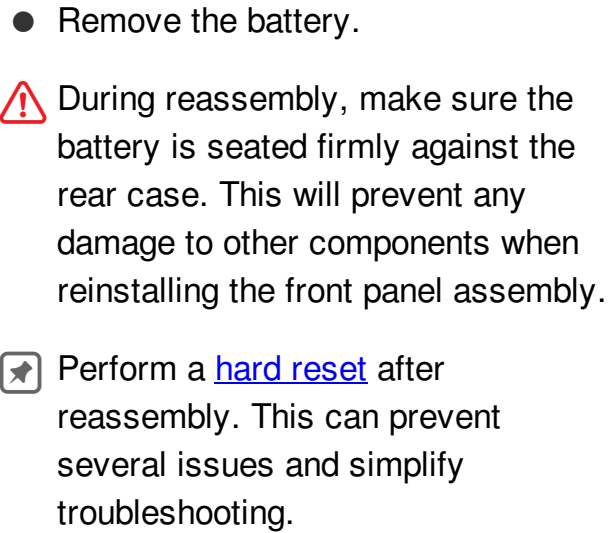 Remove the battery.
During reassembly, make sure the
battery is seated firmly against the
rear case. This will prevent any
damage to other components when
reinstalling the front panel assembly.
Perform a hard reset after
reassembly. This can prevent
several issues and simplify
troubleshooting.